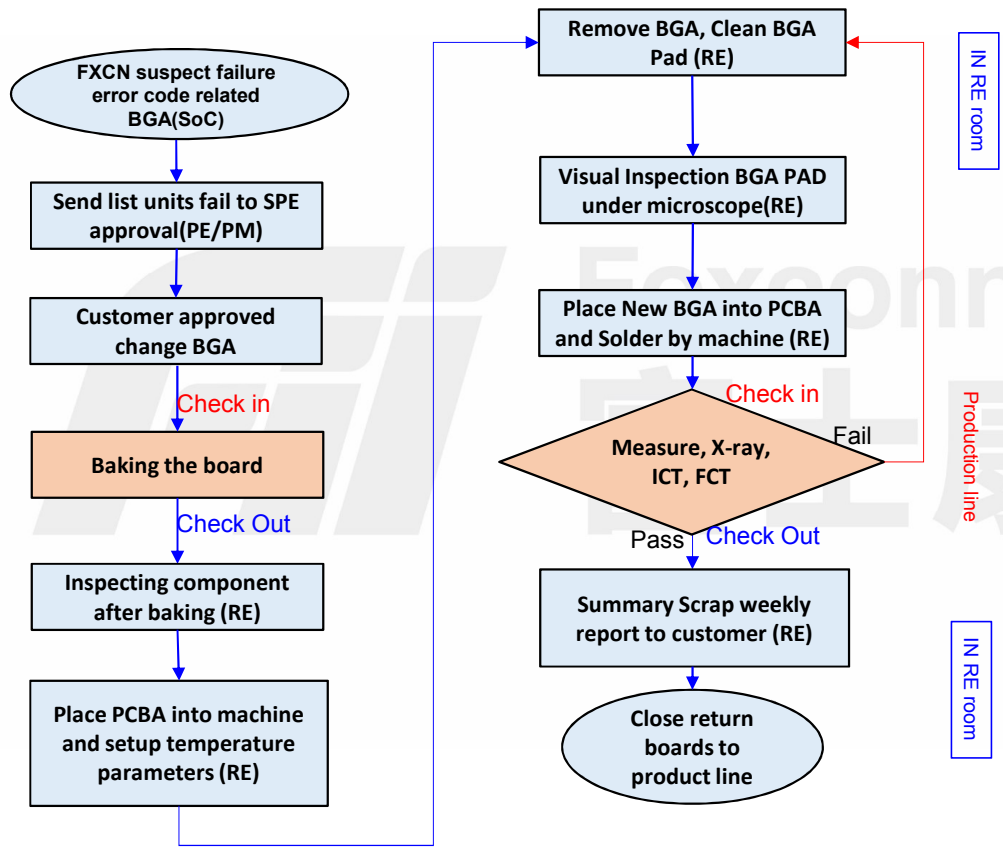 FXCN suspect failure
error code related
BGA(SoC)
Send list units fail to SPE
approval(PE/PM)
Customer approved
change BGA
Check in
Baking the board
Check Out
Inspecting component
after baking (RE)
Place PCBA into machine
and setup temperature
parameters (RE)
Remove BGA, Clean BGA
Pad (RE)
Visual Inspection BGA PAD
under microscope(RE)
Place New BGA into PCBA
and Solder by machine (RE)
Check in
Measure, X-ray,
ICT, FCT
Fail
Pass
Check Out
Summary Scrap weekly
report to customer (RE)
Close return
boards to
product line
IN RE room
Production line
IN RE room